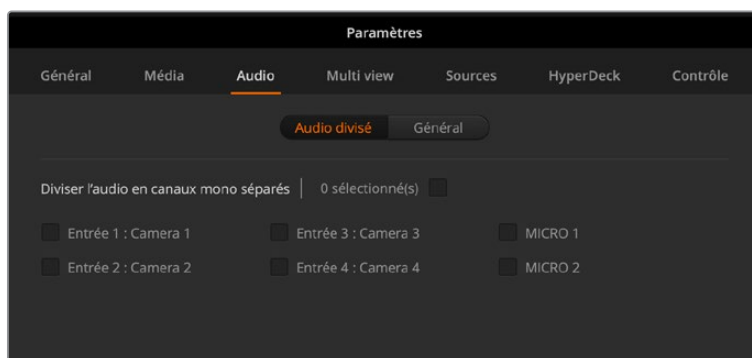 Paramètres
Général Média Audio Multi view Sources HyperDeck Contrôle
Audio divisé Général
Diviser l'audio en canaux mono séparés 0 sélectionné(s)
Entrée 1 : Camera 1 Entrée 3 : Camera 3 MICRO 1
Entrée 2 : Camera 2 Entrée 4 : Camera 4 MICRO 2